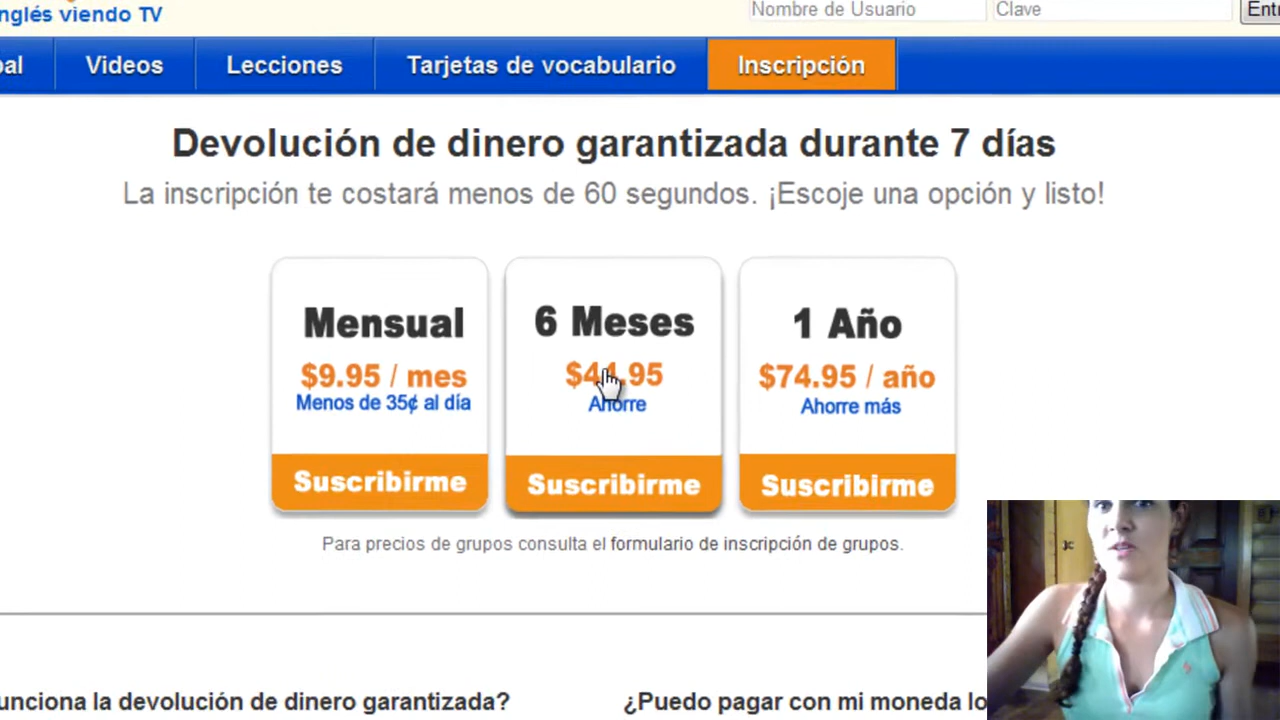 nglés viendo TV
Nombre de Usuario
Clave
Ent
pal
Videos
Lecciones
Tarjetas de vocabulario
Inscripción
Devolución de dinero garantizada durante 7 días
La inscripción te costará menos de 60 segundos. ¡Escoje una opción y listo!
Mensual
$9.95 / mes
Menos de 35¢ al día
Suscribirme
6 Meses
$44.95
Ahorre
Suscribirme
1 Año
$74.95 / año
Ahorre más
Suscribirme
Para precios de grupos consulta el formulario de inscripción de grupos.
unciona la devolución de dinero garantizada?
¿Puedo pagar con mi moneda lo